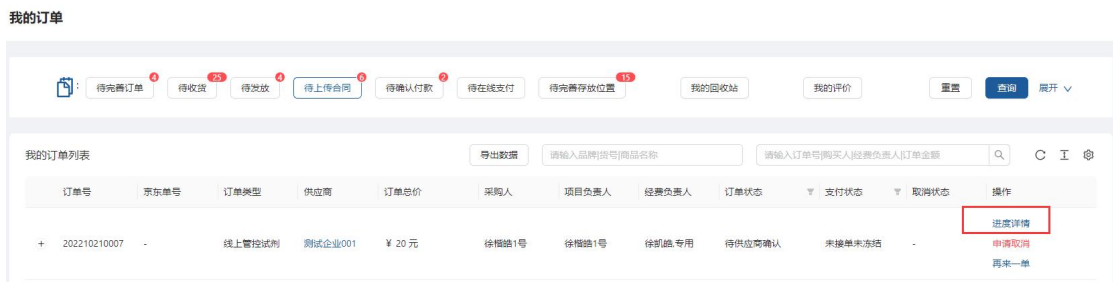 我的订单
4 25 4 6 2 15
: 待完善订单 待收货 待发放 待上传合同 待确认付款 待在线支付 待完善存放位置 我的回收站 我的评价 重置 查询 展开
我的订单列表 导出数据 请输入品牌|货号|商品名称 请输入订单号|购买人|经费负责人|订单金额
订单号 京东单号 订单类型 供应商 订单总价 采购人 项目负责人 经费负责人 订单状态 支付状态 取消状态 操作
进度详情
+ 202210210007 - 线上管控试剂 测试企业001 ¥ 20 元 徐楷皓1号 徐楷皓1号 徐凯皓,专用 待供应商确认 未接单未冻结 - 申请取消
再来一单